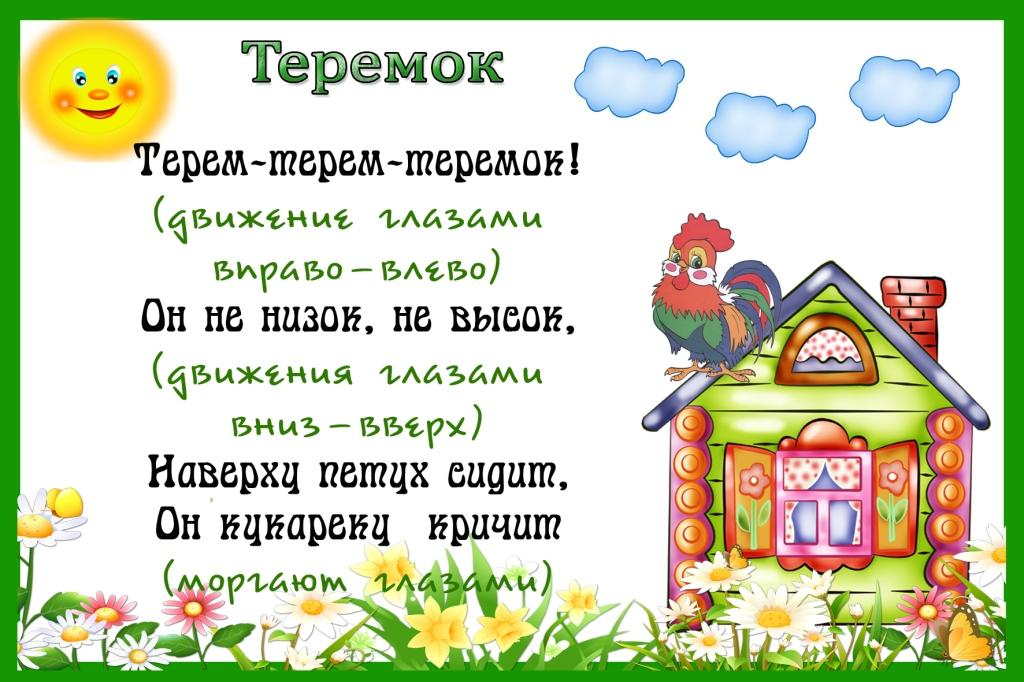 Теремок
Терем-терем-теремок!
(движение глазами
вправо – влево)
Он не низок, не высок,
(движения глазами
вниз – вверх)
Наверху петух сидит,
Он кукареку кричит
(моргают глазами)